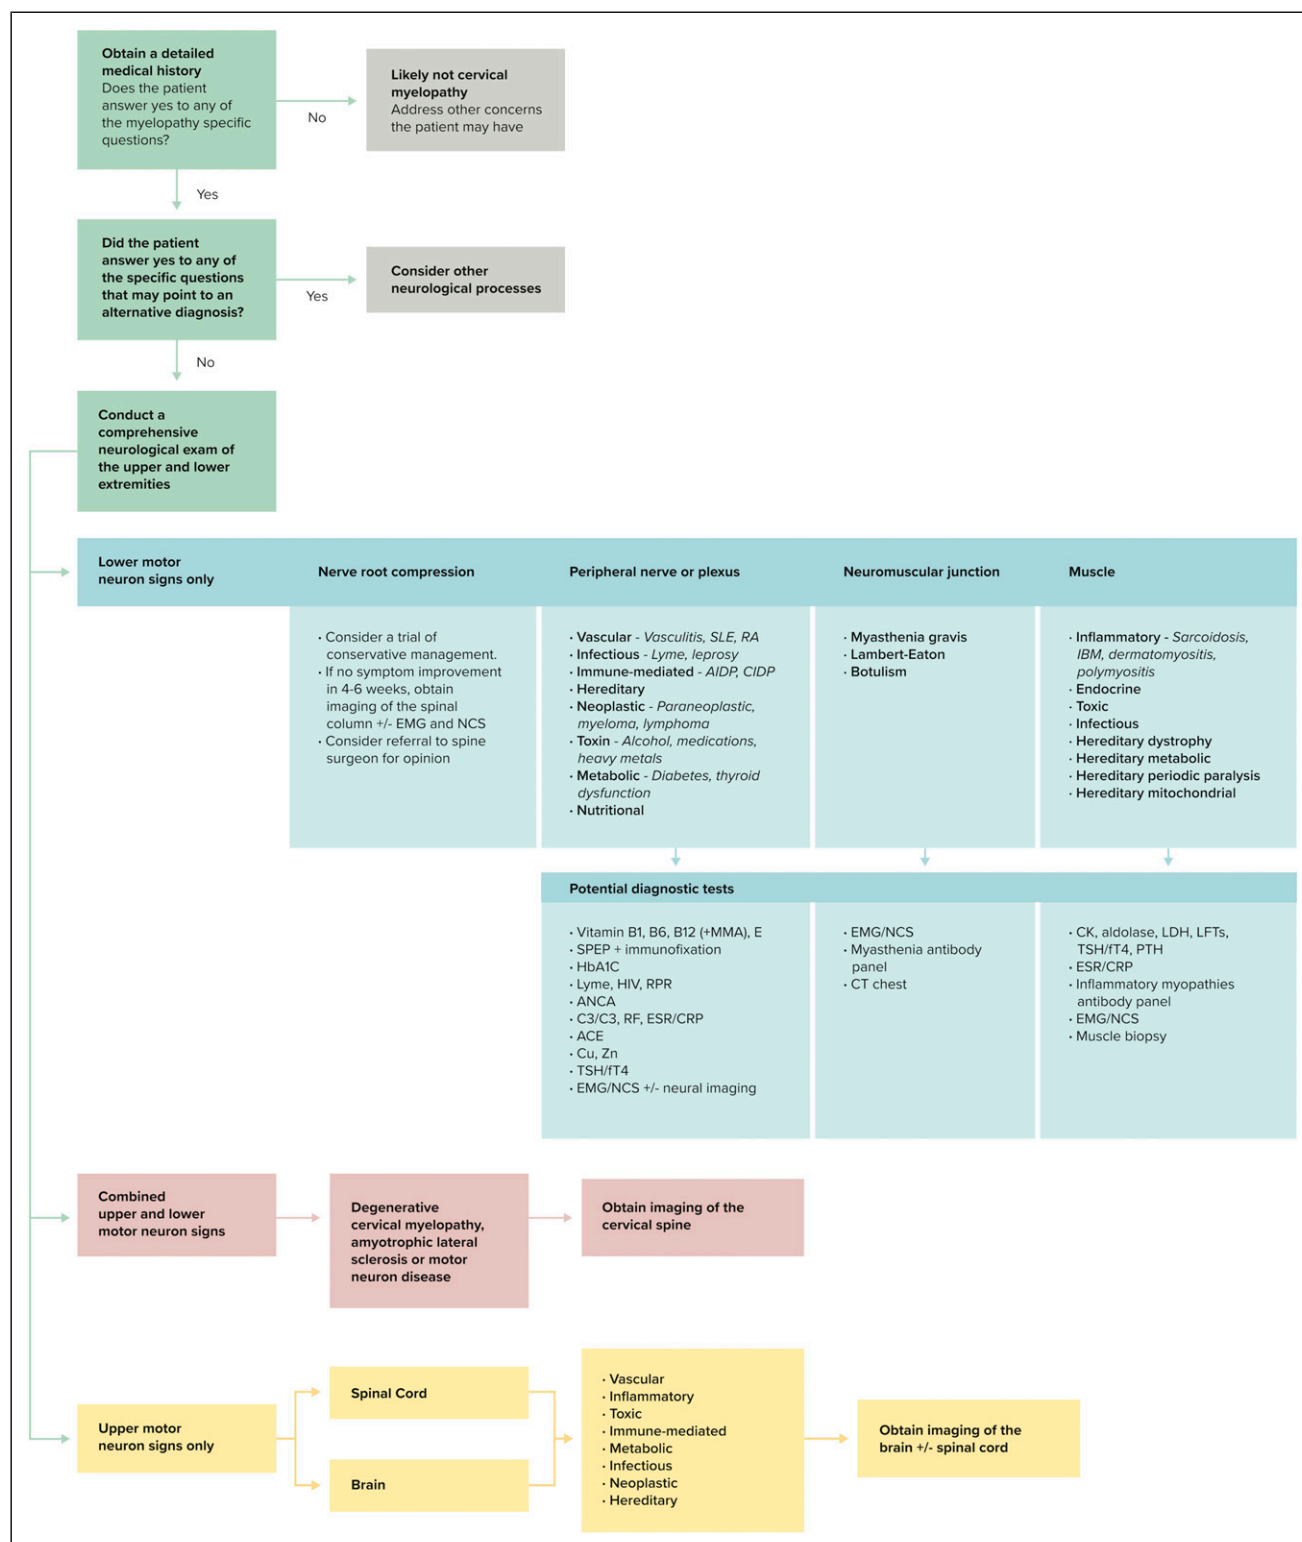 Obtain a detailed
medical history
Does the patient
answer yes to any of
the myelopathy specific
questions?
No
Likely not cervical
myelopathy
Address other concerns
the patient may have
Yes
Did the patient
answer yes to any of
the specific questions
that may point to an
alternative diagnosis?
Yes
Consider other
neurological processes
No
Conduct a
comprehensive
neurological exam of
the upper and lower
extremities
Lower motor
neuron signs only
Nerve root compression
· Consider a trial of
conservative management.
· If no symptom improvement
in 4-6 weeks, obtain
imaging of the spinal
column +/- EMG and NCS
· Consider referral to spine
surgeon for opinion
Peripheral nerve or plexus
· Vascular - Vasculitis, SLE, RA
· Infectious - Lyme, leprosy
· Immune-mediated - AIDP, CIDP
· Hereditary
· Neoplastic - Paraneoplastic,
myeloma, lymphoma
· Toxin - Alcohol, medications,
heavy metals
· Metabolic - Diabetes, thyroid
dysfunction
· Nutritional
Neuromuscular junction
· Myasthenia gravis
· Lambert-Eaton
· Botulism
Muscle
· Inflammatory - Sarcoidosis,
IBM, dermatomyositis,
polymyositis
· Endocrine
· Toxic
· Infectious
· Hereditary dystrophy
· Hereditary metabolic
· Hereditary periodic paralysis
· Hereditary mitochondrial
Potential diagnostic tests
· Vitamin B1, B6, B12 (+MMA), E
· SPEP + immunofixation
· HbA1C
· Lyme, HIV, RPR
· ANCA
· C3/C3, RF, ESR/CRP
· ACE
· Cu, Zn
· TSH/fT4
· EMG/NCS +/- neural imaging
· EMG/NCS
· Myasthenia antibody
panel
· CT chest
· CK, aldolase, LDH, LFTs,
TSH/fT4, PTH
· ESR/CRP
· Inflammatory myopathies
antibody panel
· EMG/NCS
· Muscle biopsy
Combined
upper and lower
motor neuron signs
Degenerative
cervical myelopathy,
amyotrophic lateral
sclerosis or motor
neuron disease
Obtain imaging of the
cervical spine
Upper motor
neuron signs only
Spinal Cord
Brain
· Vascular
· Inflammatory
· Toxic
· Immune-mediated
· Metabolic
· Infectious
· Neoplastic
· Hereditary
Obtain imaging of the
brain +/- spinal cord